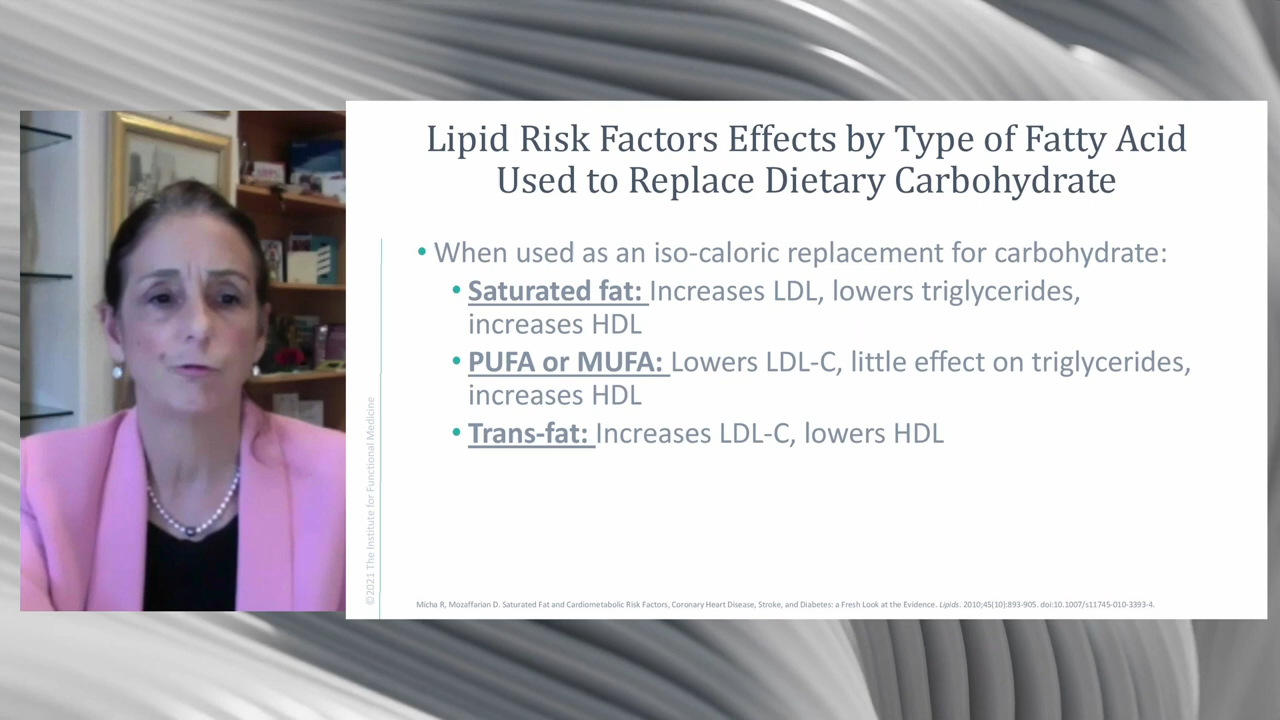 Lipid Risk Factors Effects by Type of Fatty Acid
Used to Replace Dietary Carbohydrate
• When used as an iso-caloric replacement for carbohydrate:
• Saturated fat: Increases LDL, lowers triglycerides,
increases HDL
• PUFA or MUFA: Lowers LDL-C, little effect on triglycerides,
increases HDL
• Trans-fat: Increases LDL-C, lowers HDL
©2021 The Institute for Functional Medicine
Micha R, Mozaffarian D. Saturated Fat and Cardiometabolic Risk Factors, Coronary Heart Disease, Stroke, and Diabetes: a Fresh Look at the Evidence. Lipids. 2010;45(10):893-905. doi:10.1007/s11745-010-3393-4.